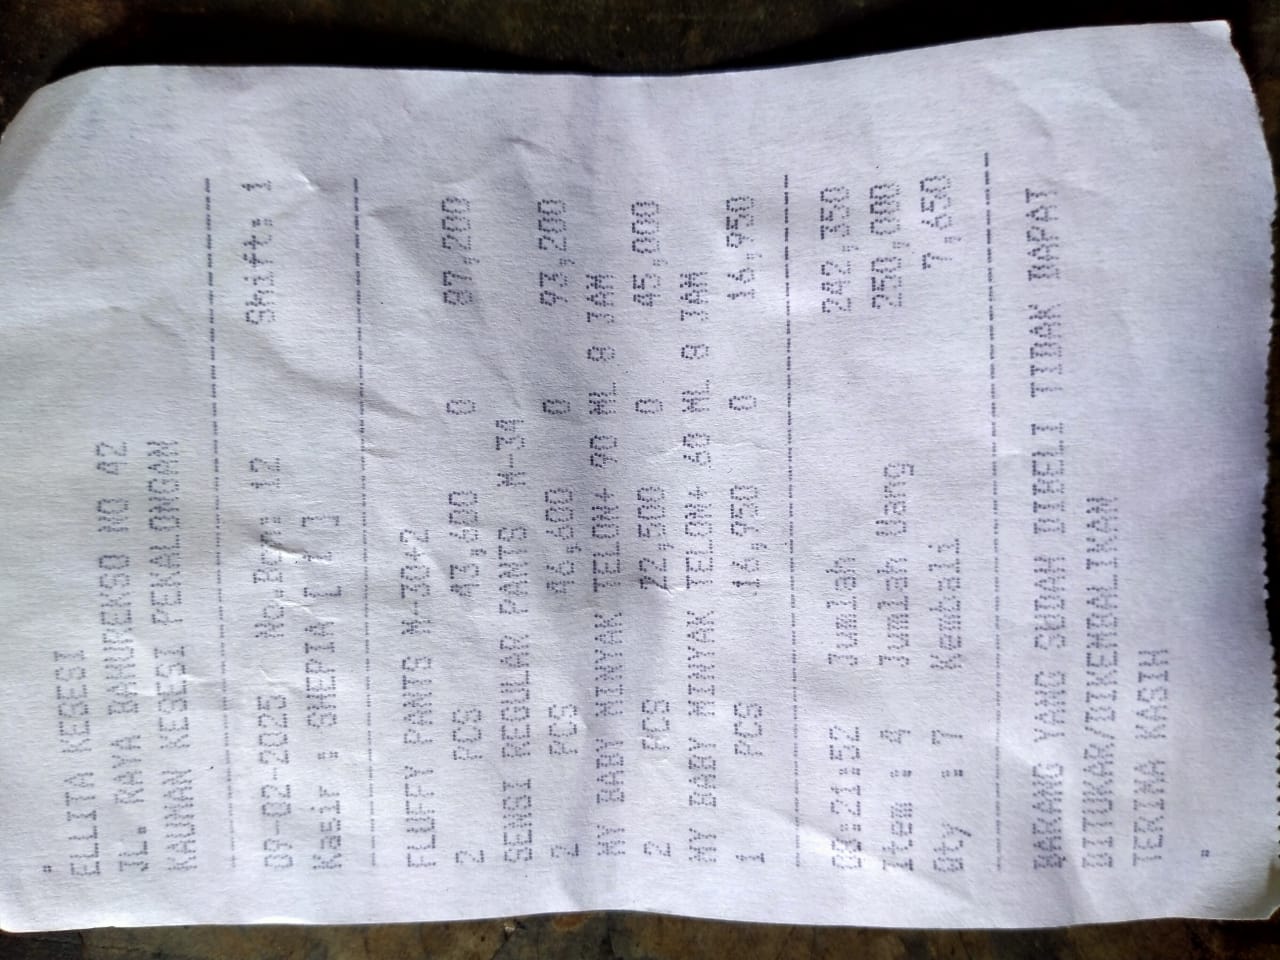 ELLITA KEGESI
JL. RAYA BAHUREKSO NO 42
KAUMAN KESESI PEKALONGAN
07-02-2025 No.Bon: 12 Shift: 1
Kasir : SHEPIA [ [ ]
FLUFFY PANTS M-30+2
2 PCS 43,600 0 87,200
SENSI REGULAR PANTS M-34
2 PCS 46,600 0 93,200
MY BABY MINYAK TELON+ 90 ML 8 JAM
2 PCS 22,500 0 45,000
MY BABY MINYAK TELON+ 60 ML 8 JAM
1 PCS 16,950 0 16,950
08:21:52 Jumlah 242,350
Item : 4 Jumlah Uang 250,000
Qty : 7 Kembali 7,650
BARANG YANG SUDAH DIBELI TIDAK DAPAT
DITUKAR/DIKEMBALIKAN
TERIMA KASIH